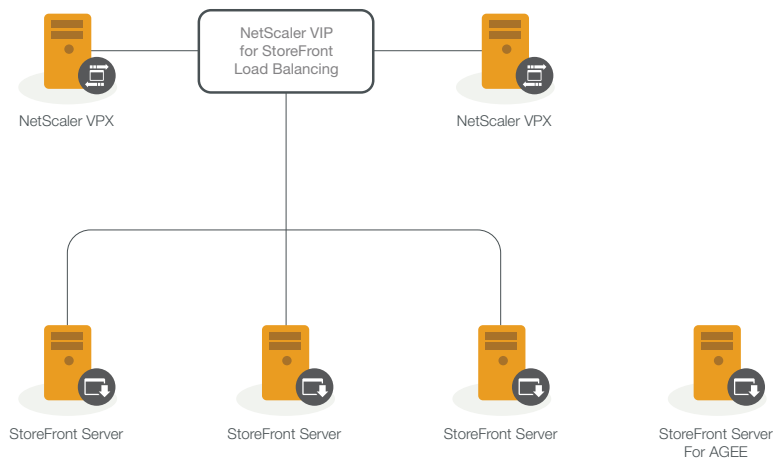 NetScaler VIP
for StoreFront
Load Balancing
NetScaler VPX
NetScaler VPX
StoreFront Server
StoreFront Server
StoreFront Server
StoreFront Server
For AGEE